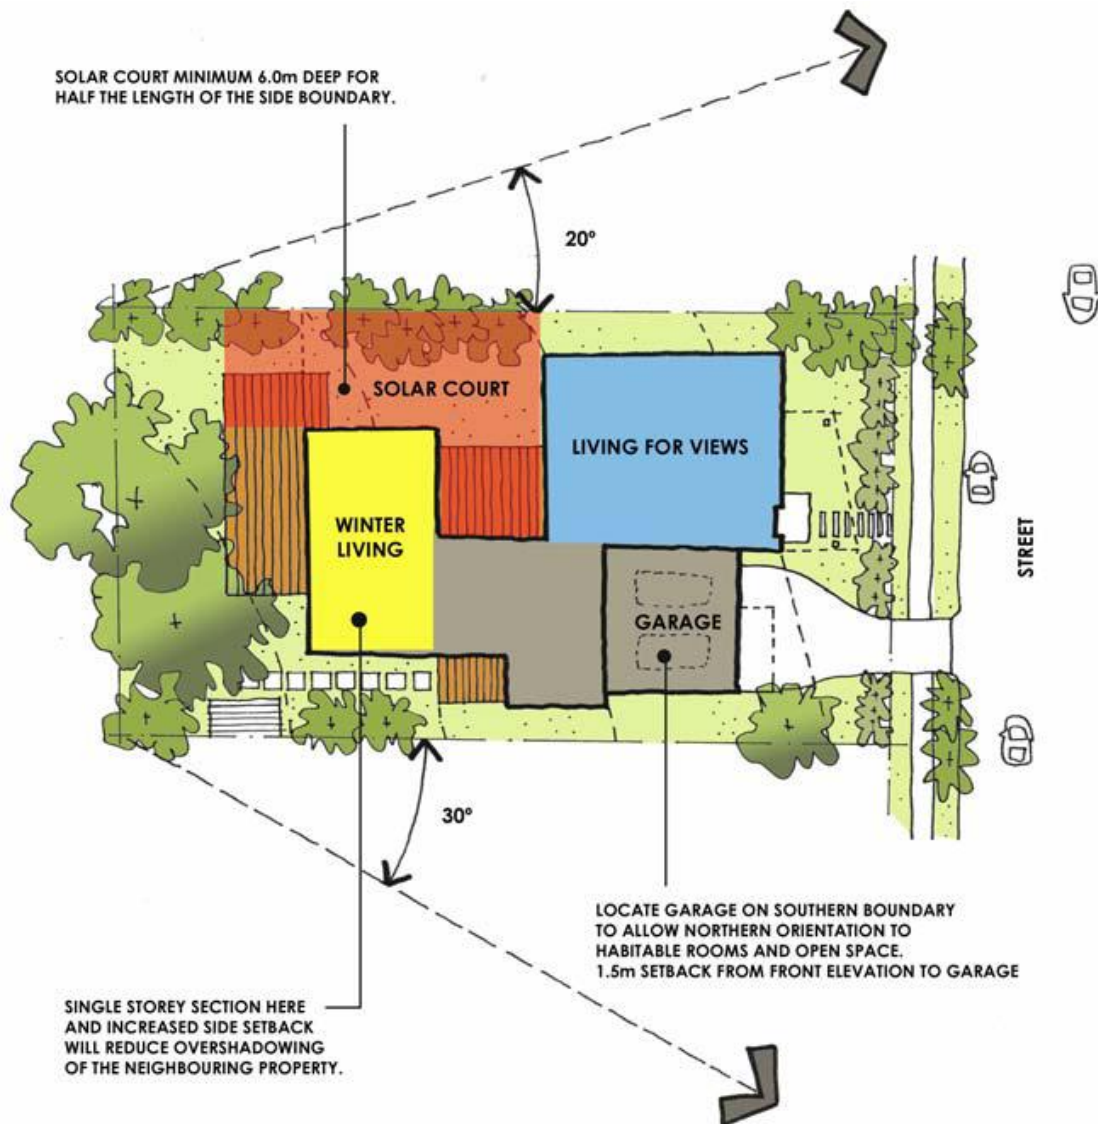 SOLAR COURT MINIMUM 6.0m DEEP FOR
HALF THE LENGTH OF THE SIDE BOUNDARY.
20º
SOLAR COURT
LIVING FOR VIEWS
WINTER
LIVING
STREET
GARAGE
30º
LOCATE GARAGE ON SOUTHERN BOUNDARY
TO ALLOW NORTHERN ORIENTATION TO
HABITABLE ROOMS AND OPEN SPACE.
1.5m SETBACK FROM FRONT ELEVATION TO GARAGE
SINGLE STOREY SECTION HERE
AND INCREASED SIDE SETBACK
WILL REDUCE OVERSHADOWING
OF THE NEIGHBOURING PROPERTY.